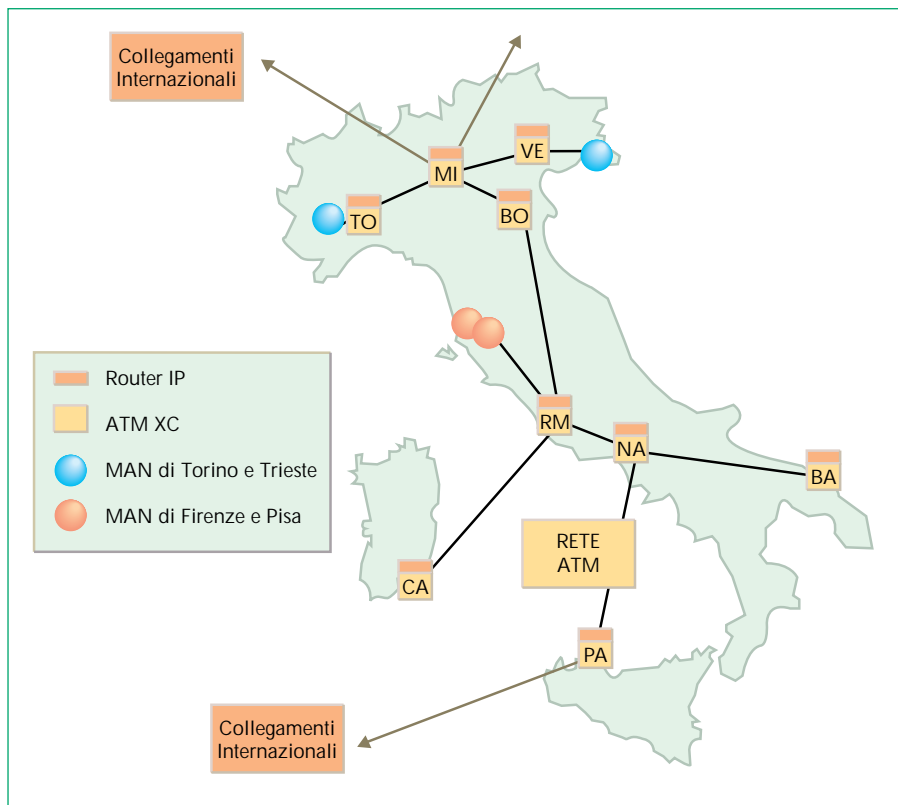 Collegamenti
Internazionali
VE
MI
TO
BO
Router IP
ATM XC
MAN di Torino e Trieste
MAN di Firenze e Pisa
RM
NA
BA
RETE
ATM
CA
PA
Collegamenti
Internazionali